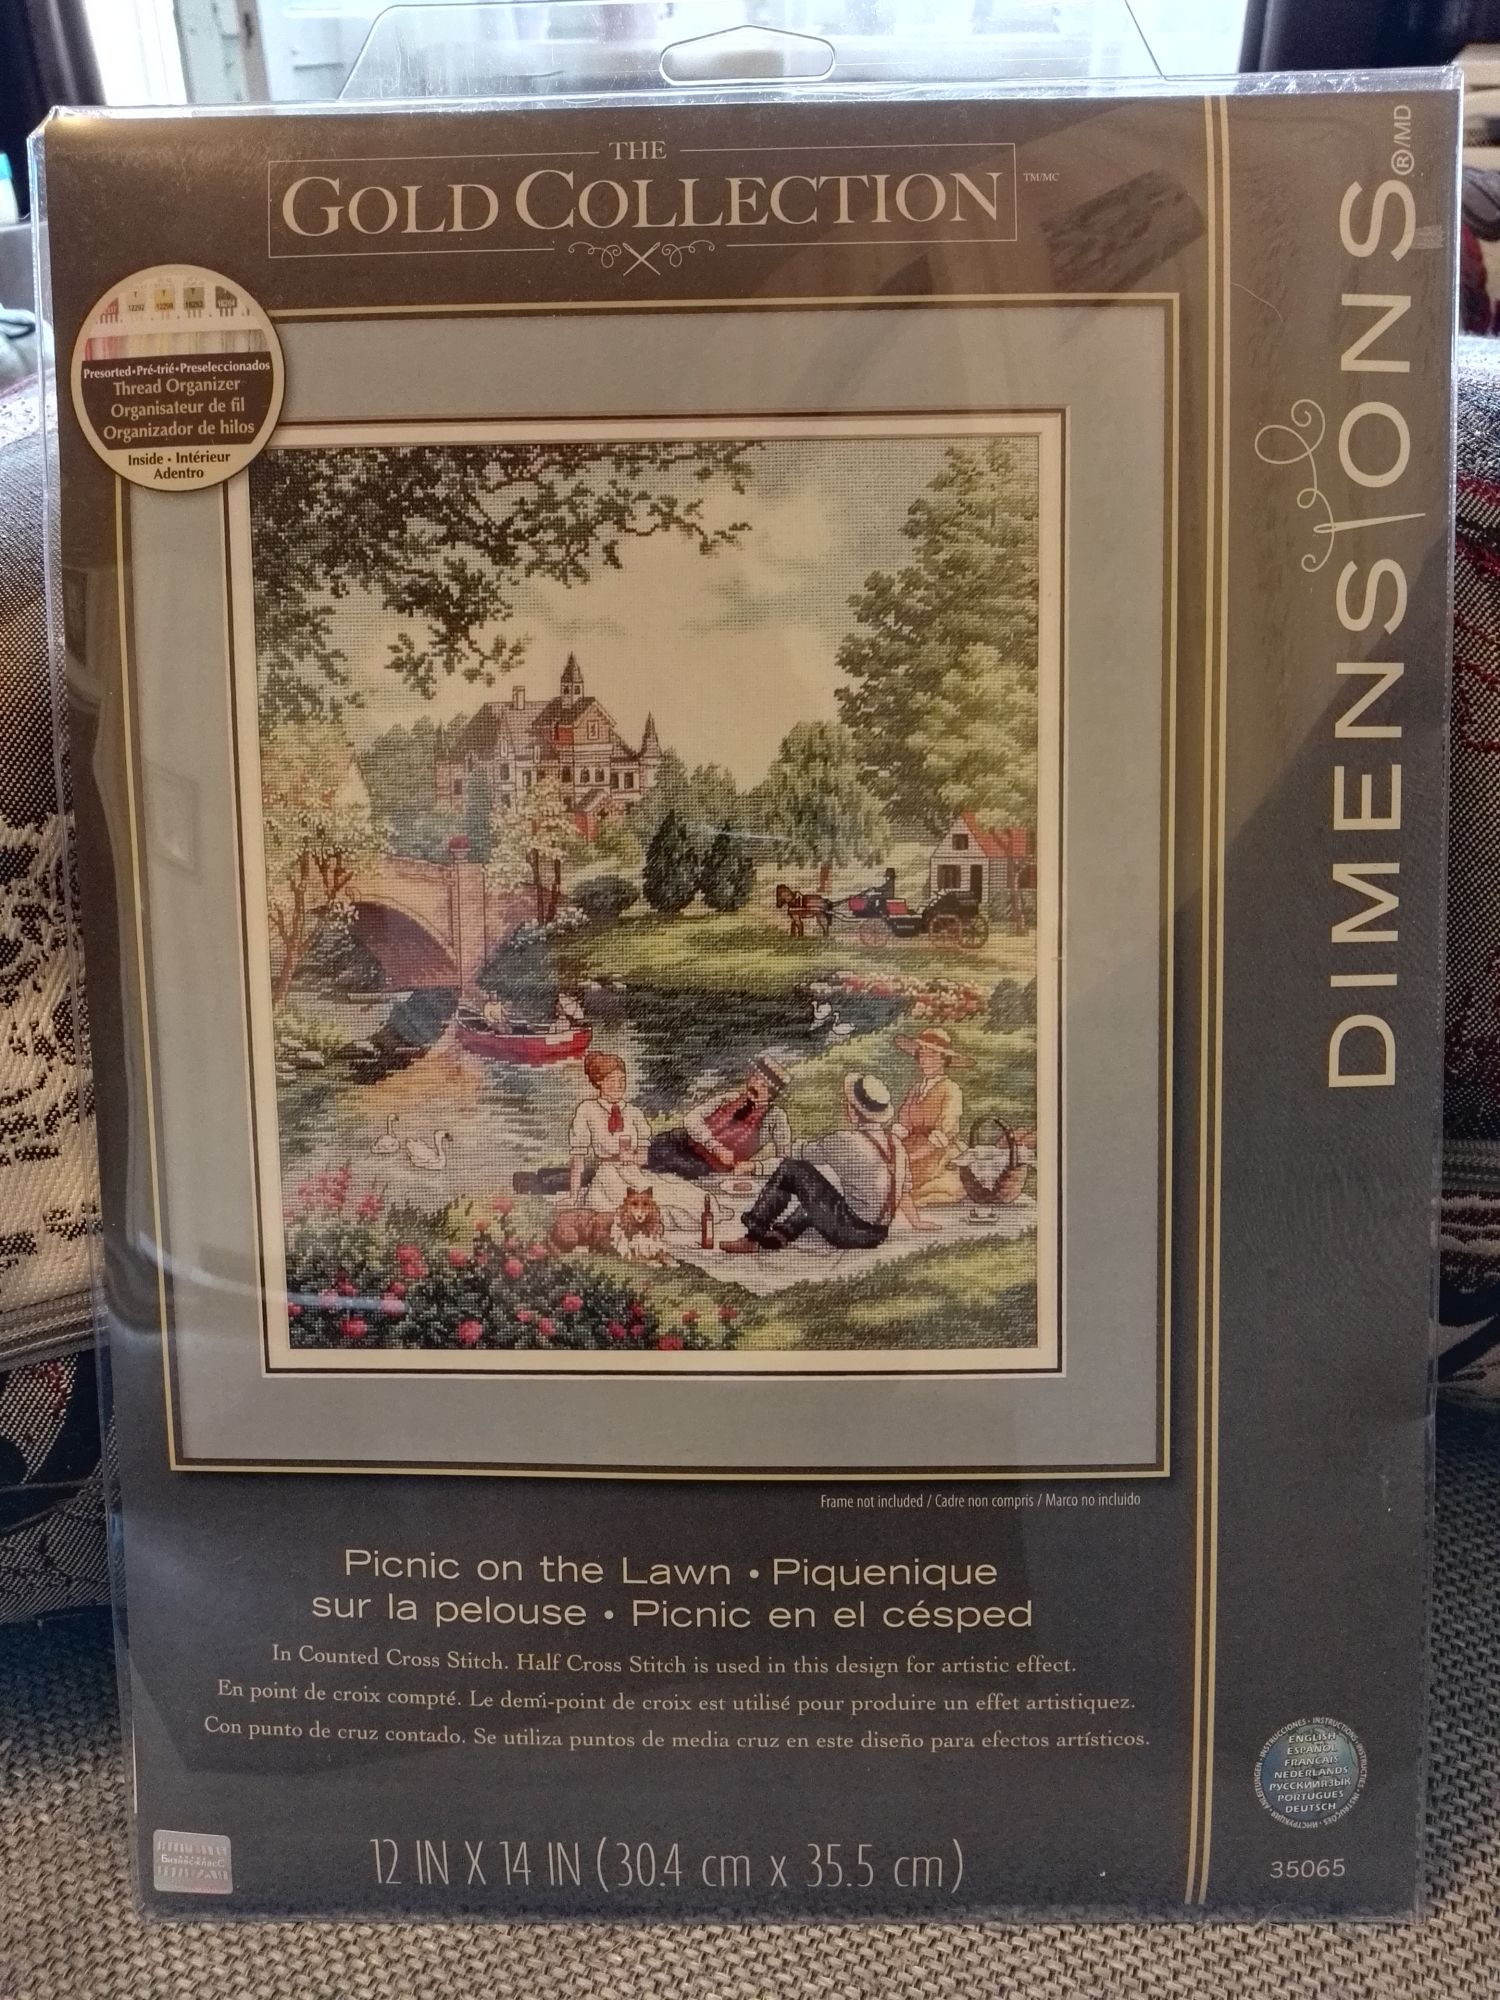 THE
GOLD COLLECTION TM/MC
DIMENSIONS®/MD
12292 12298
Presorted•Pré-trié•Preseleccionados
Thread Organizer
Organisateur de fil
Organizador de hilos
Inside • Intérieur
Adentro
Frame not included / Cadre non compris / Marco no incluido
Picnic on the Lawn • Piquenique
sur la pelouse • Picnic en el césped
In Counted Cross Stitch. Half Cross Stitch is used in this design for artistic effect.
En point de croix compté. Le demi-point de croix est utilisé pour produire un effet artistiquez.
Con punto de cruz contado. Se utiliza puntos de media cruz en este diseño para efectos artísticos.
ENGLISH
ESPAÑOL
FRANCAIS
NEDERLANDS
РУССКИЙЯЗЫК
PORTUGUES
DEUTSCH
Бизнес-класс
12 IN X 14 IN (30.4 cm x 35.5 cm)
35065